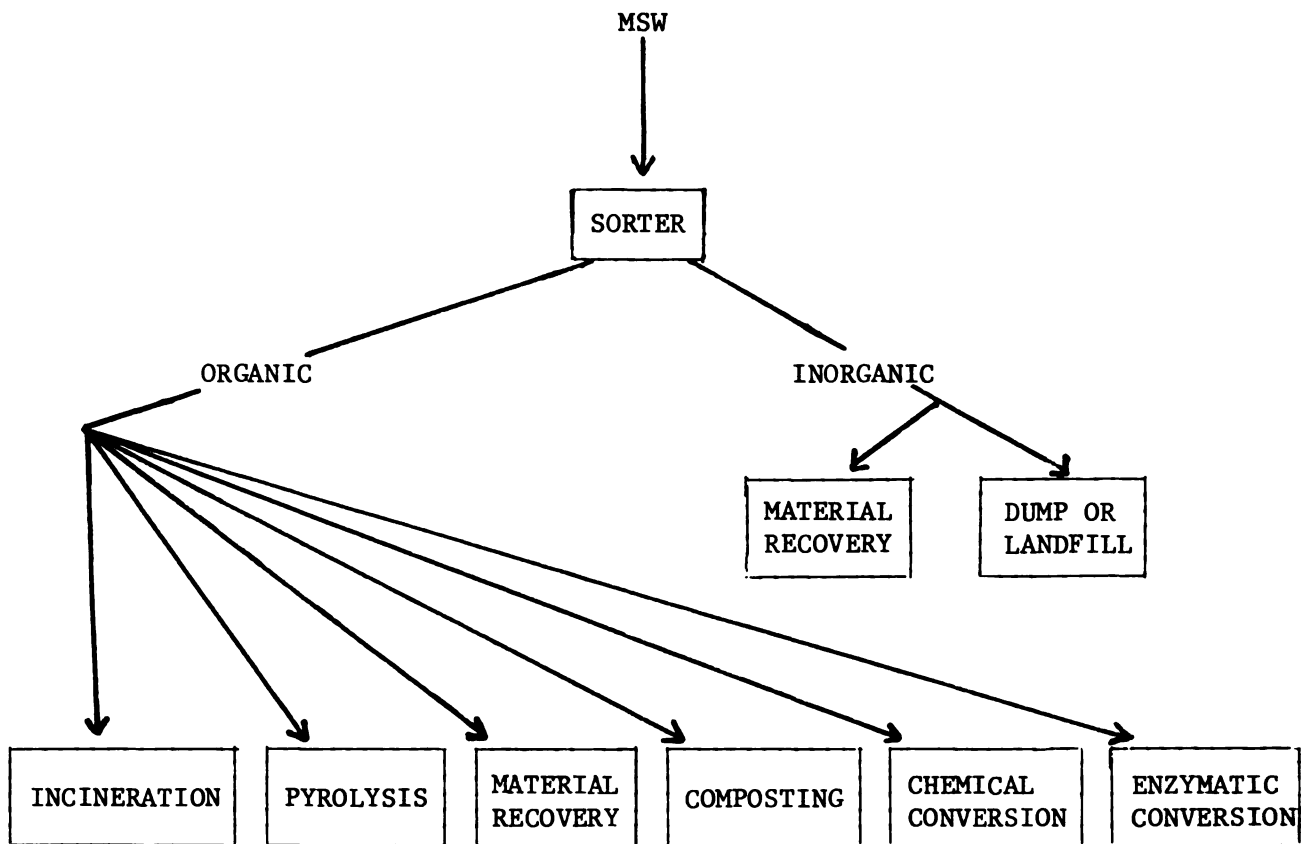 MSW
SORTER
ORGANIC
INORGANIC
MATERIAL
RECOVERY
DUMP OR
LANDFILL
INCINERATION
PYROLYSIS
MATERIAL
RECOVERY
COMPOSTING
CHEMICAL
CONVERSION
ENZYMATIC
CONVERSION